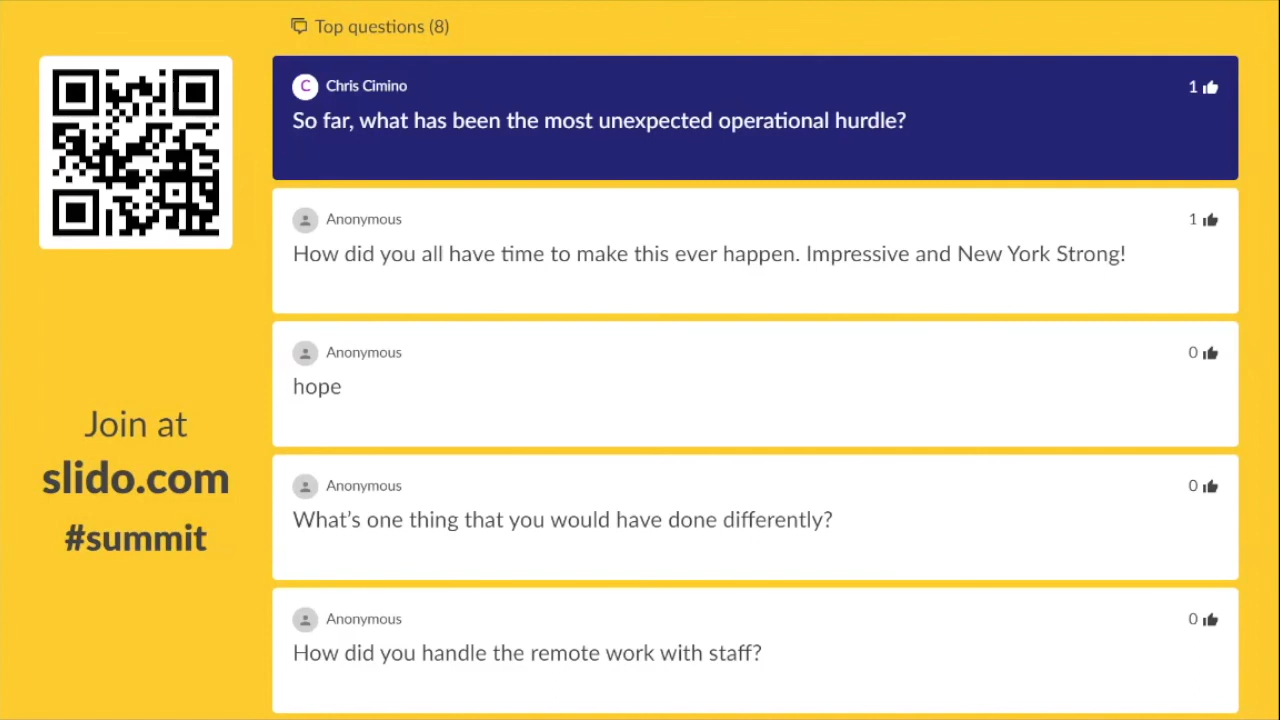 Top questions (8)
C Chris Cimino 1
So far, what has been the most unexpected operational hurdle?
Anonymous 1
How did you all have time to make this ever happen. Impressive and New York Strong!
Anonymous 0
hope
Anonymous 0
What’s one thing that you would have done differently?
Anonymous 0
How did you handle the remote work with staff?
Join at
slido.com
#summit